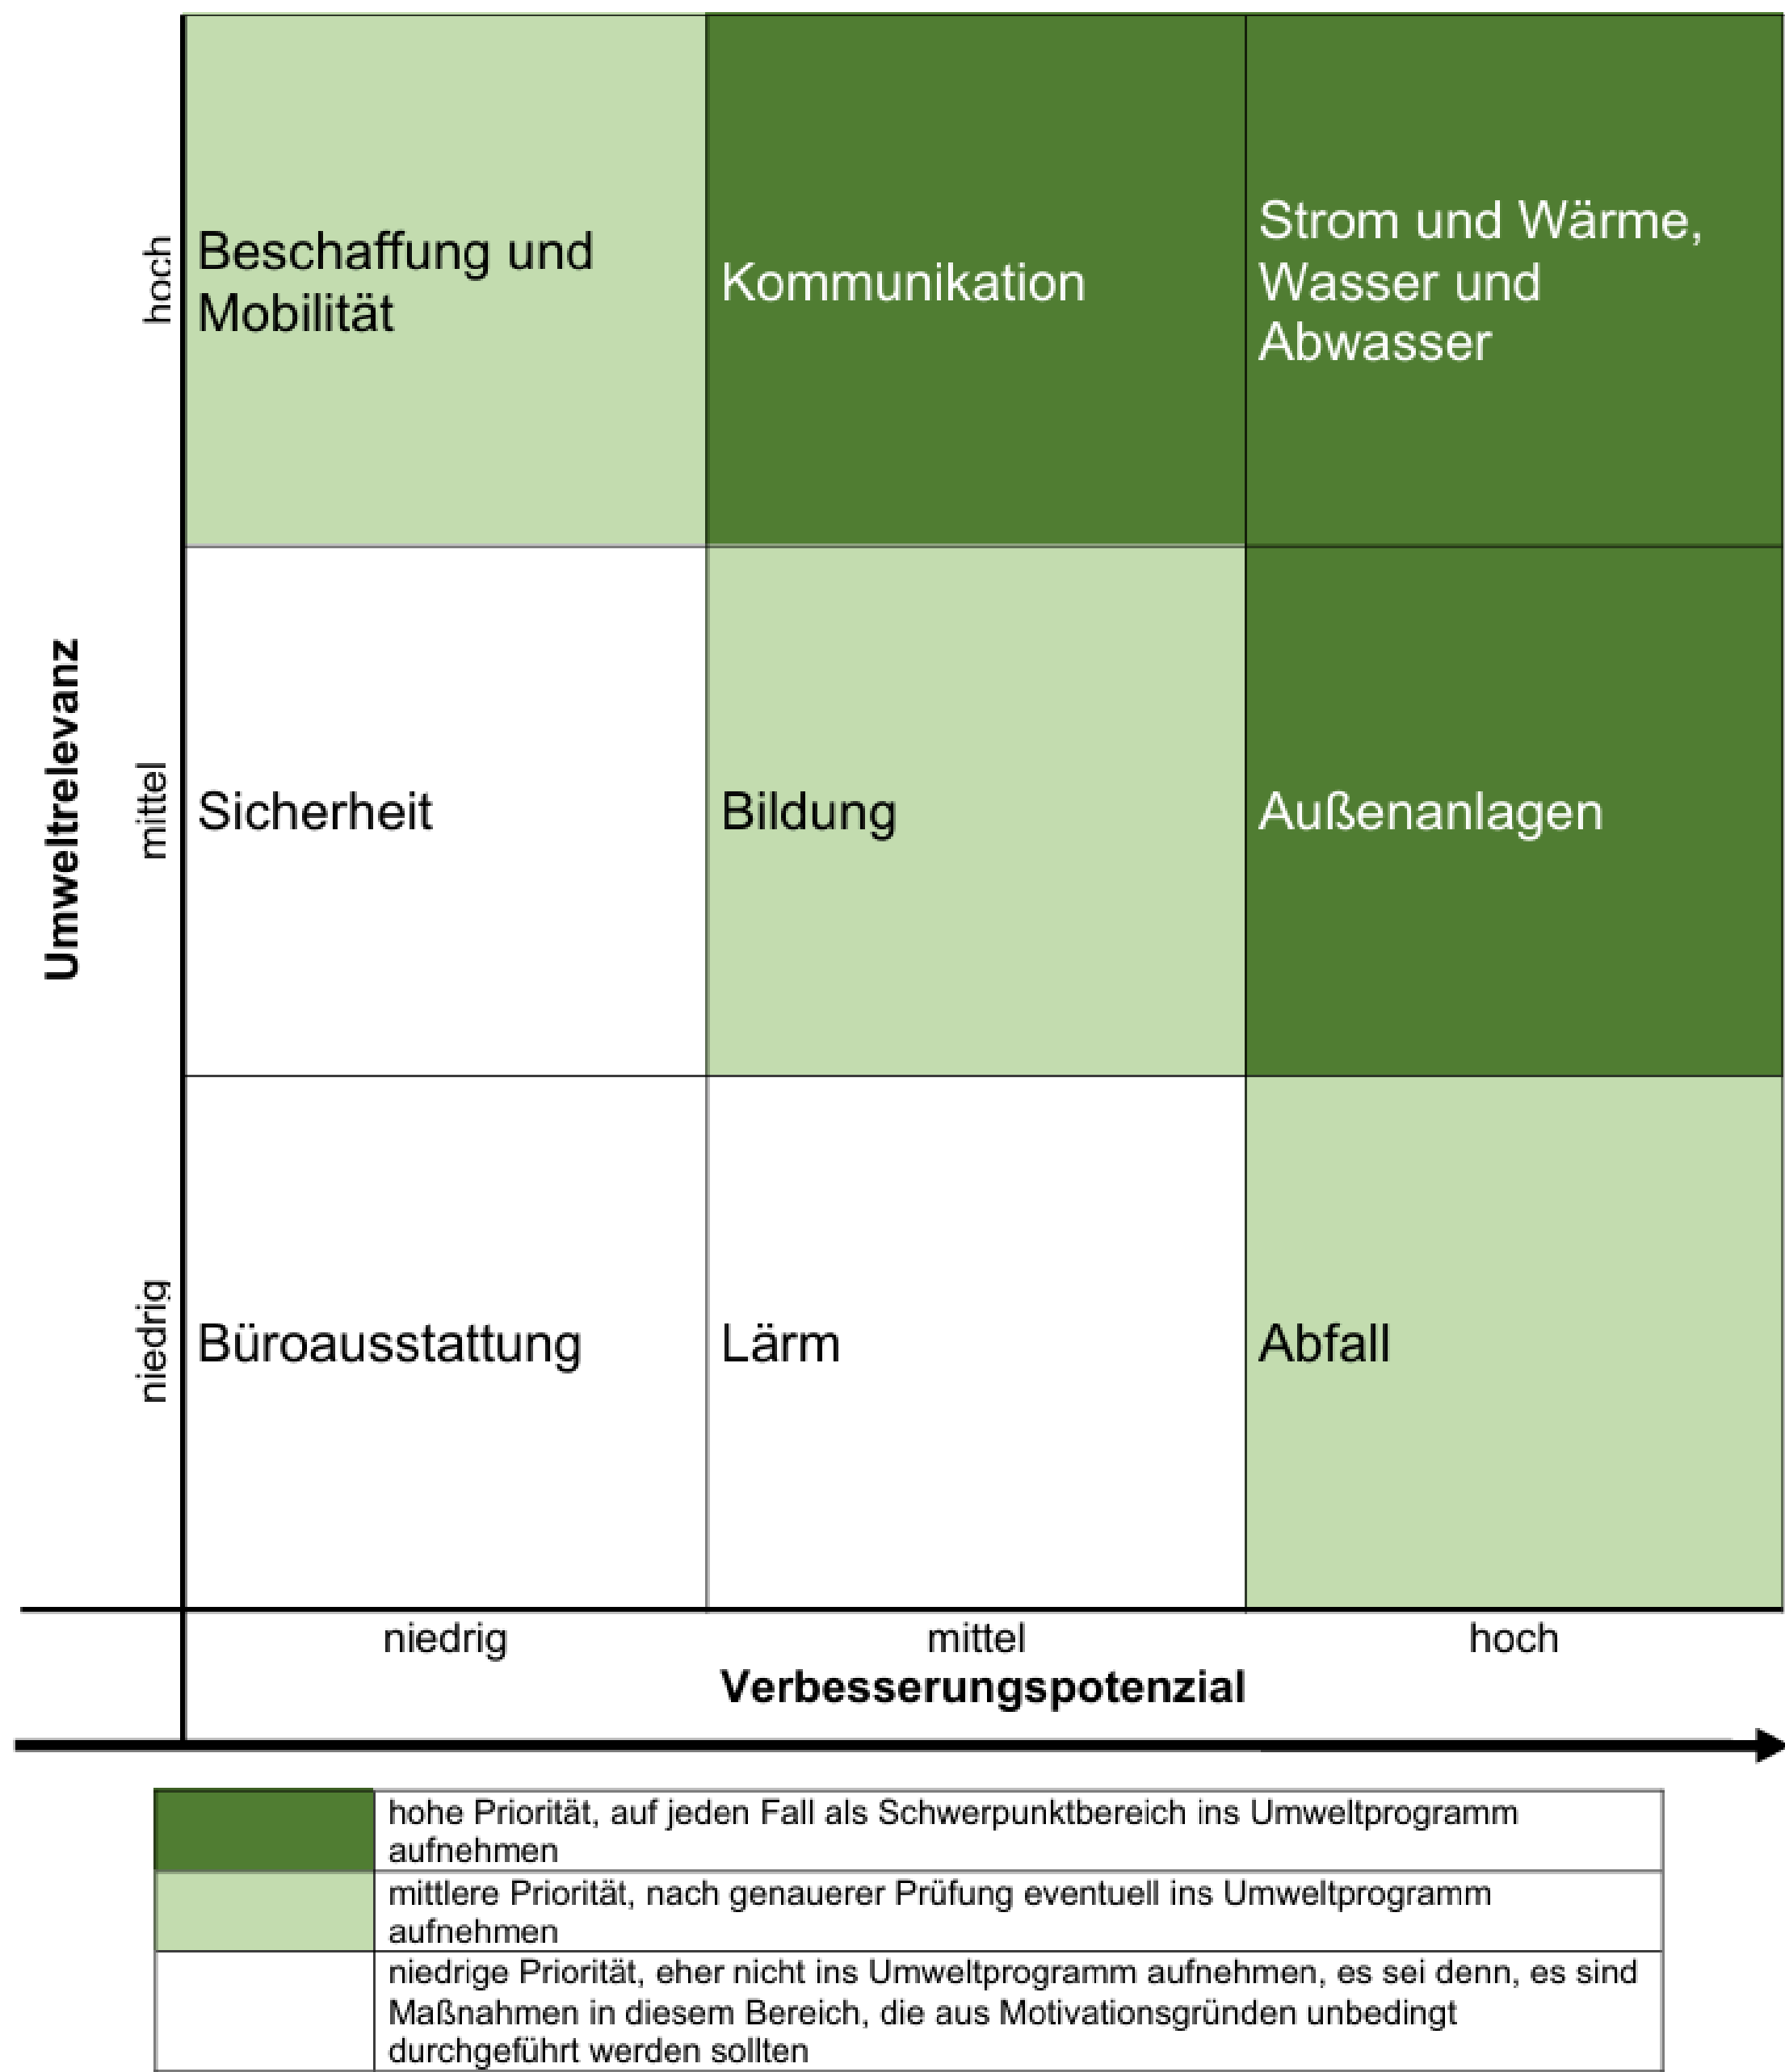 Umweltrelevanz
hoch
Beschaffung und
Mobilität
Kommunikation
Strom und Wärme,
Wasser und
Abwasser
mittel
Sicherheit
Bildung
Außenanlagen
niedrig
Büroausstattung
Lärm
Abfall
niedrig
mittel
hoch
Verbesserungspotenzial
hohe Priorität, auf jeden Fall als Schwerpunktbereich ins Umweltprogramm
aufnehmen
mittlere Priorität, nach genauerer Prüfung eventuell ins Umweltprogramm
aufnehmen
niedrige Priorität, eher nicht ins Umweltprogramm aufnehmen, es sei denn, es sind
Maßnahmen in diesem Bereich, die aus Motivationsgründen unbedingt
durchgeführt werden sollten